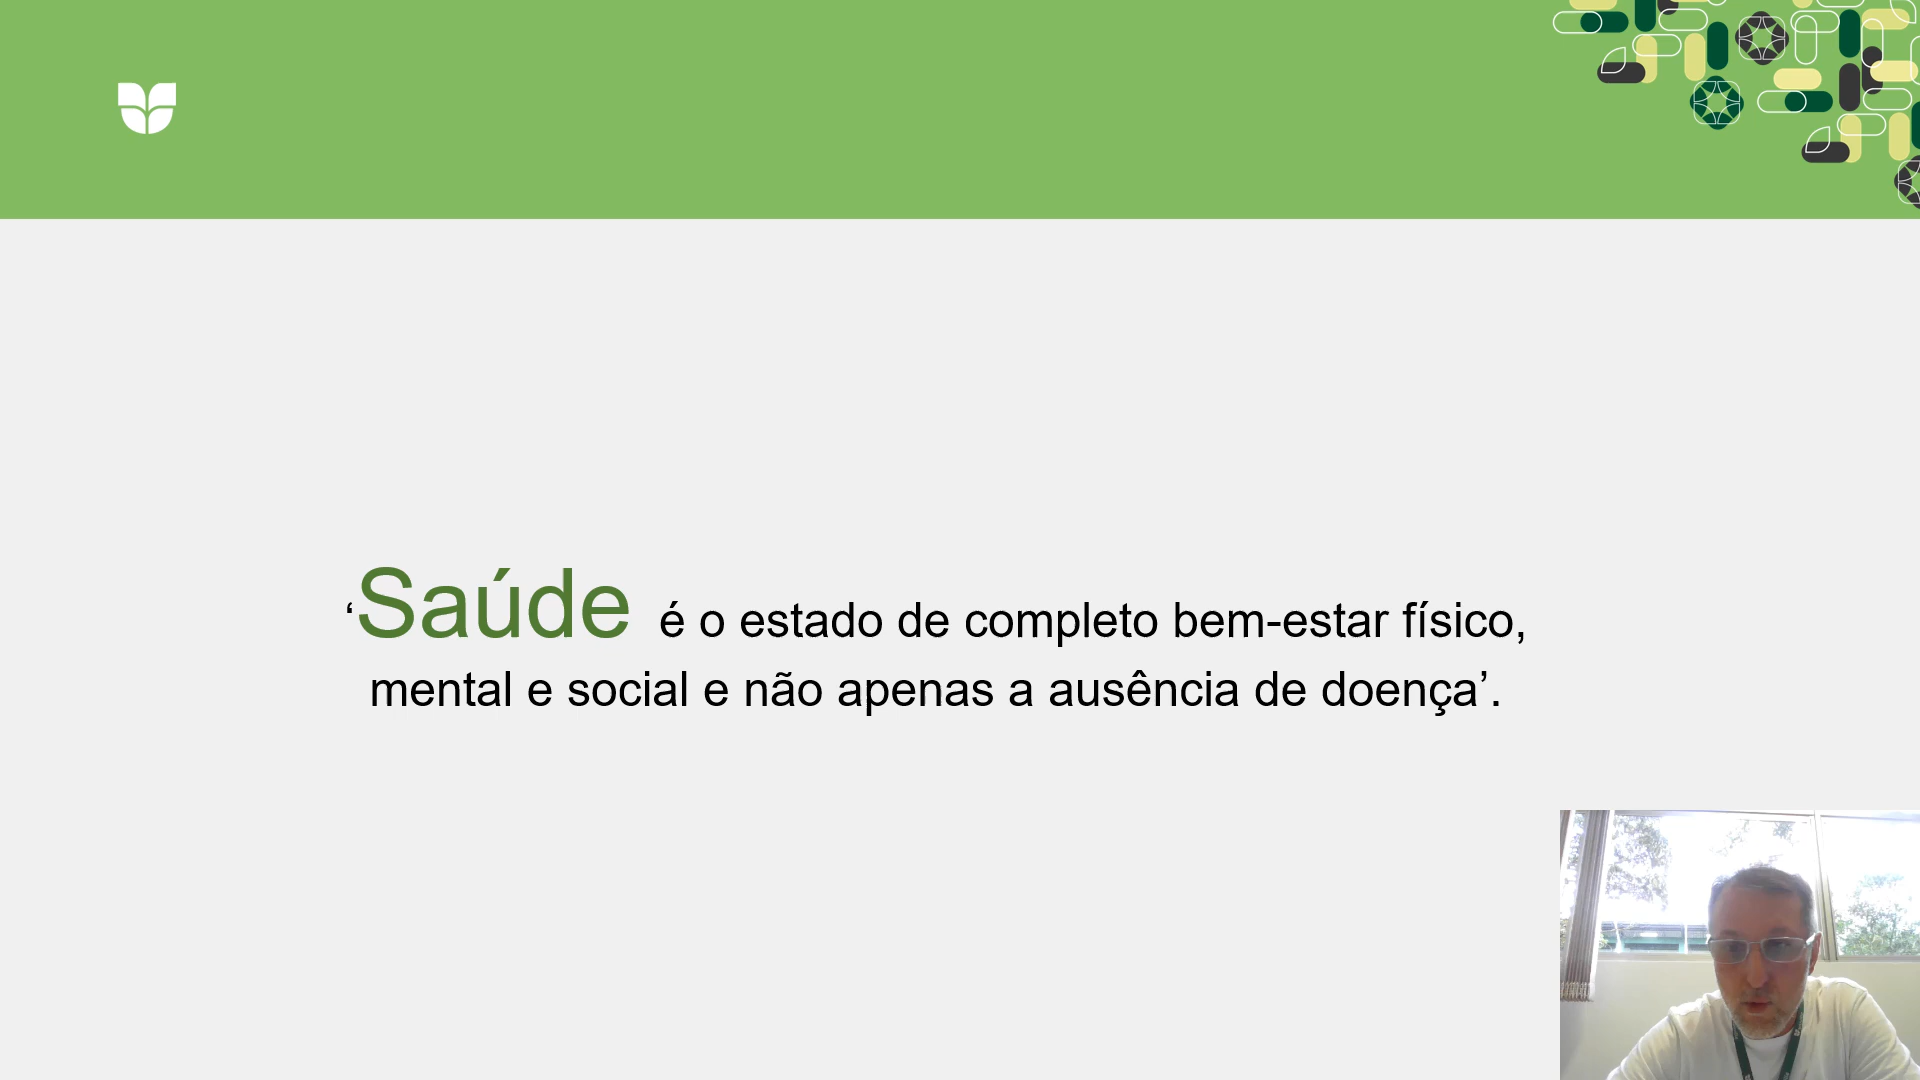 ‘Saúde é o estado de completo bem-estar físico,
mental e social e não apenas a ausência de doença’.